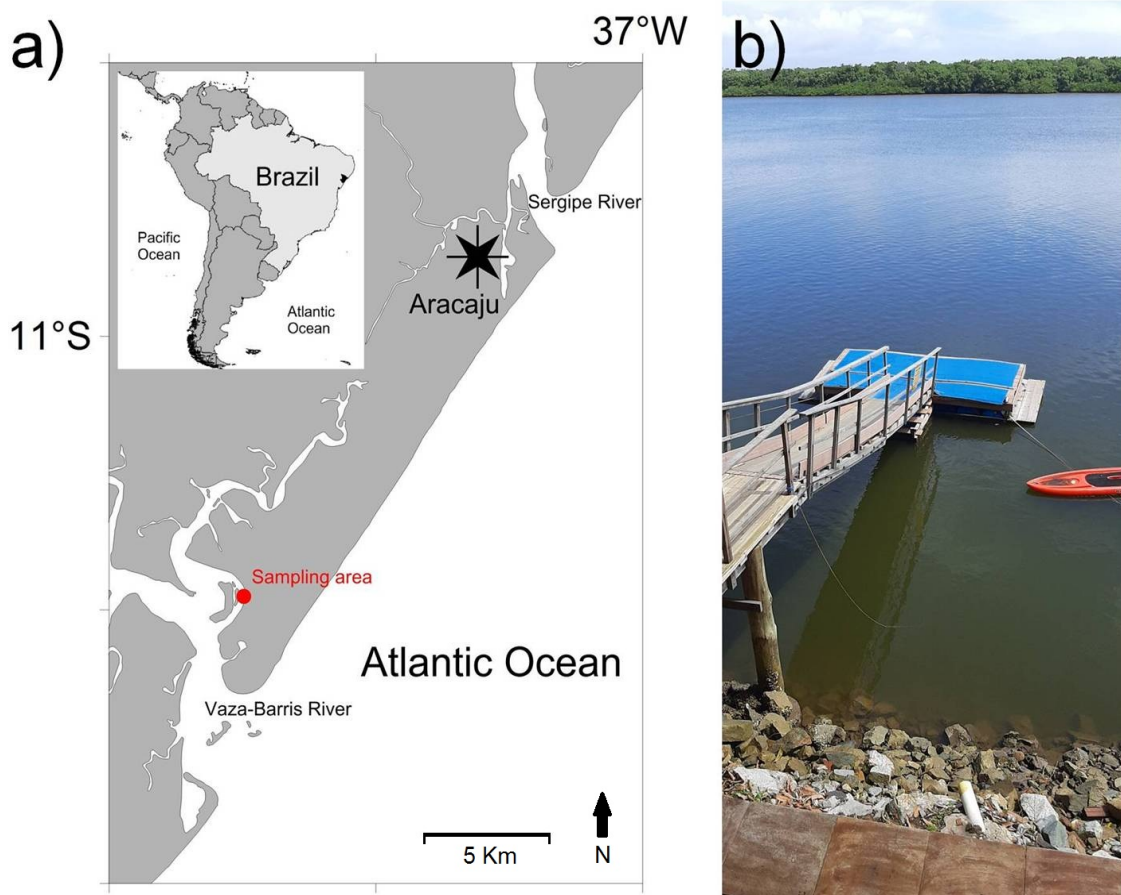 a)
37°W
b)
Brazil
Sergipe River
Pacific
Ocean
Aracaju
Atlantic
Ocean
11°S
Sampling area
Atlantic Ocean
Vaza-Barris River
5 Km
N